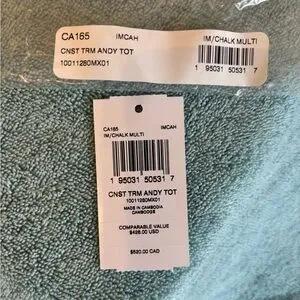 CA165 IMCAH IM/CHALK MULTI
CNST TRM ANDY TOT
10011280MX01
1 95031 50531 7
CA165 IMCAH
IM/CHALK MULTI
1 95031 50531 7
CNST TRM ANDY TOT
10011280MX01
MADE IN CAMBODIA
CAMBODGE
COMPARABLE VALUE
$428.00 USD
$520.00 CAD